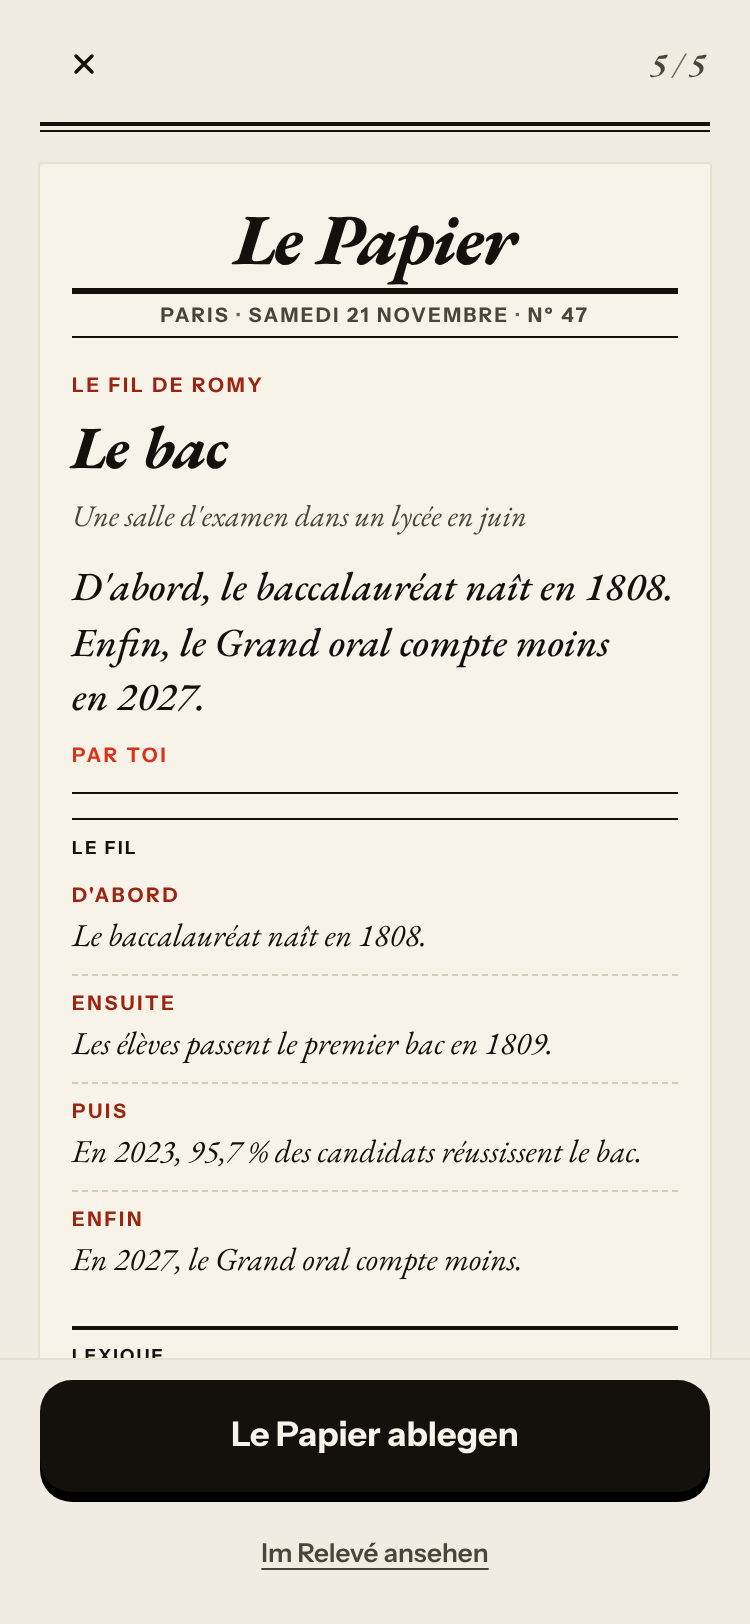 5 / 5
Le Papier
PARIS · SAMEDI 21 NOVEMBRE · N° 47
LE FIL DE ROMY
Le bac
Une salle d'examen dans un lycée en juin
D'abord, le baccalauréat naît en 1808.
Enfin, le Grand oral compte moins
en 2027.
PAR TOI
LE FIL
D'ABORD
Le baccalauréat naît en 1808.
ENSUITE
Les élèves passent le premier bac en 1809.
PUIS
En 2023, 95,7 % des candidats réussissent le bac.
ENFIN
En 2027, le Grand oral compte moins.
LEXIQUE
Le Papier ablegen
Im Relevé ansehen